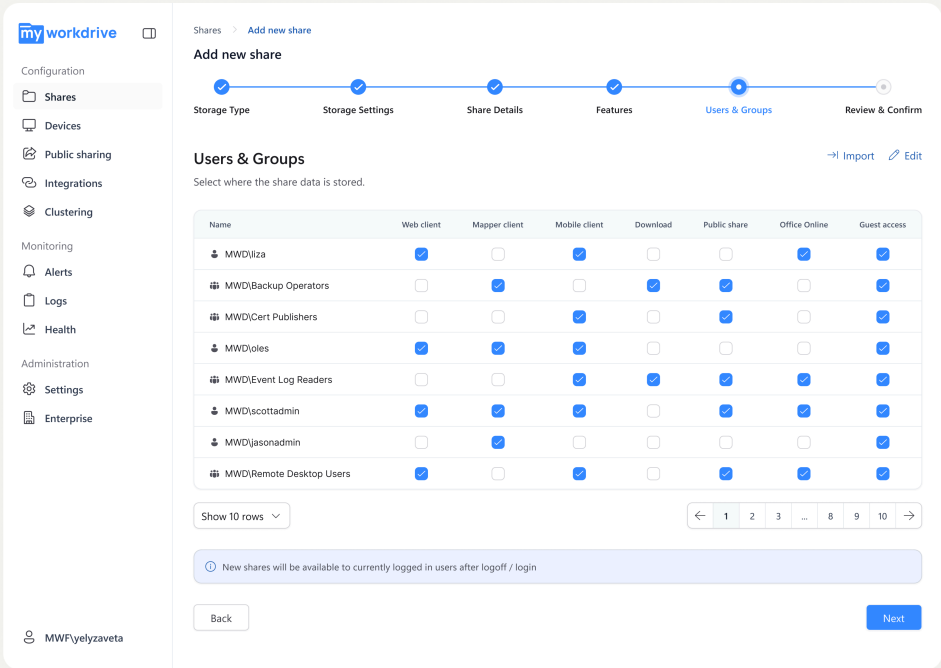 my workdrive
Configuration
Shares
Devices
Public sharing
Integrations
Clustering
Monitoring
Alerts
Logs
Health
Administration
Settings
Enterprise
MWF\yelyzaveta
Shares Add new share
Add new share
Storage Type Storage Settings Share Details Features Users & Groups Review & Confirm
Users & Groups
Import Edit
Select where the share data is stored.
Name Web client Mapper client Mobile client Download Public share Office Online Guest access
MWD\liza
MWD\Backup Operators
MWD\Cert Publishers
MWD\oles
MWD\Event Log Readers
MWD\scottadmin
MWD\jasonadmin
MWD\Remote Desktop Users
Show 10 rows
1 2 3 ... 8 9 10
New shares will be available to currently logged in users after logoff / login
Back
Next